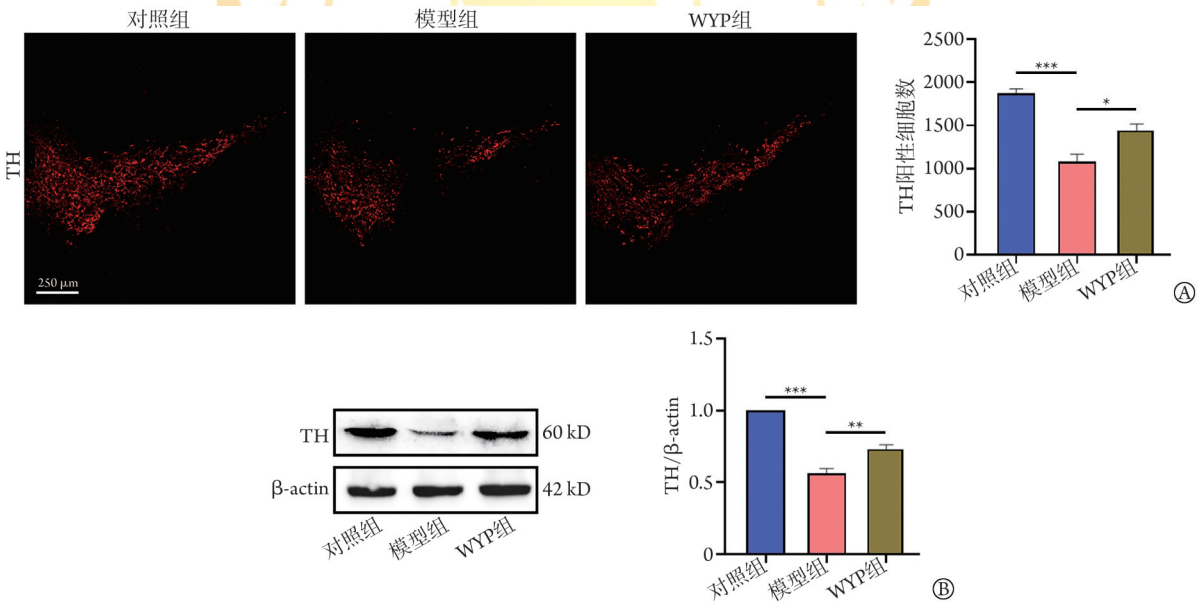 对照组
模型组
WYP组
TH
250 μm
TH阳性细胞数
2500
2000
1500
1000
500
0
***
*
对照组
模型组
WYP组
Ⓐ
TH
60 kD
β-actin
42 kD
对照组
模型组
WYP组
TH/β-actin
1.5
1.0
0.5
0
***
**
对照组
模型组
WYP组
Ⓑ